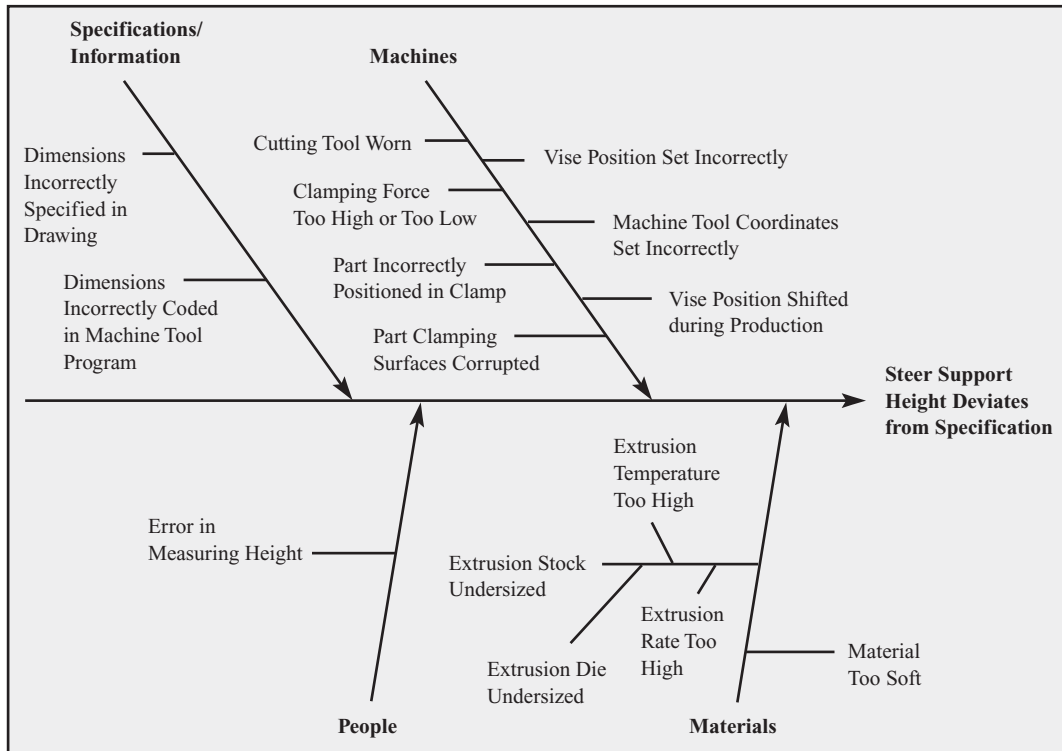 Specifications/
Information
Machines
Cutting Tool Worn
Vise Position Set Incorrectly
Dimensions
Incorrectly
Specified in
Drawing
Clamping Force
Too High or Too Low
Machine Tool Coordinates
Set Incorrectly
Part Incorrectly
Positioned in Clamp
Dimensions
Incorrectly Coded
in Machine Tool
Program
Vise Position Shifted
during Production
Part Clamping
Surfaces Corrupted
Steer Support
Height Deviates
from Specification
Extrusion
Temperature
Too High
Error in
Measuring Height
Extrusion Stock
Undersized
Extrusion
Rate Too
High
Extrusion Die
Undersized
Material
Too Soft
People
Materials